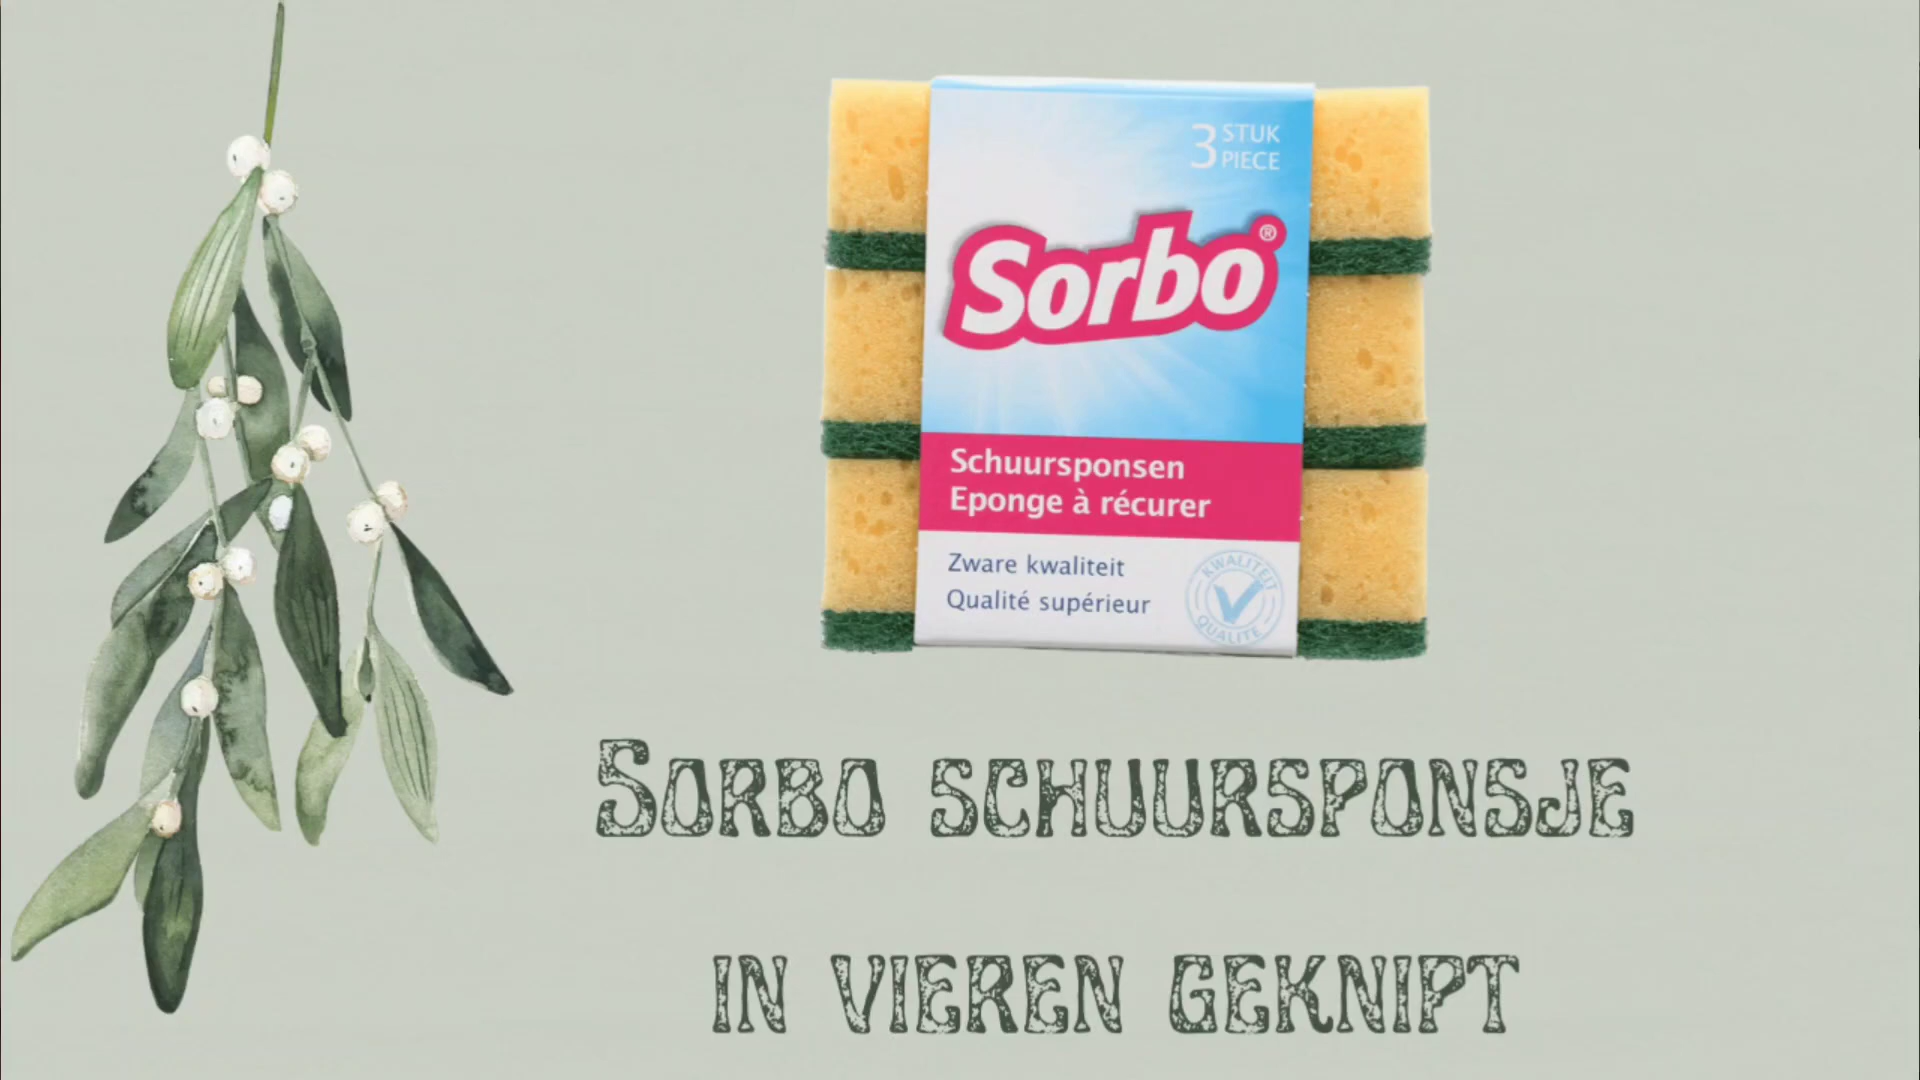 3 STUK
PIECE
Sorbo®
Schuursponsen
Eponge à récurer
Zware kwaliteit
Qualité supérieur
KWALITEIT
QUALITE
SORBO SCHUURSPONSJE
IN VIEREN GEKNIPT